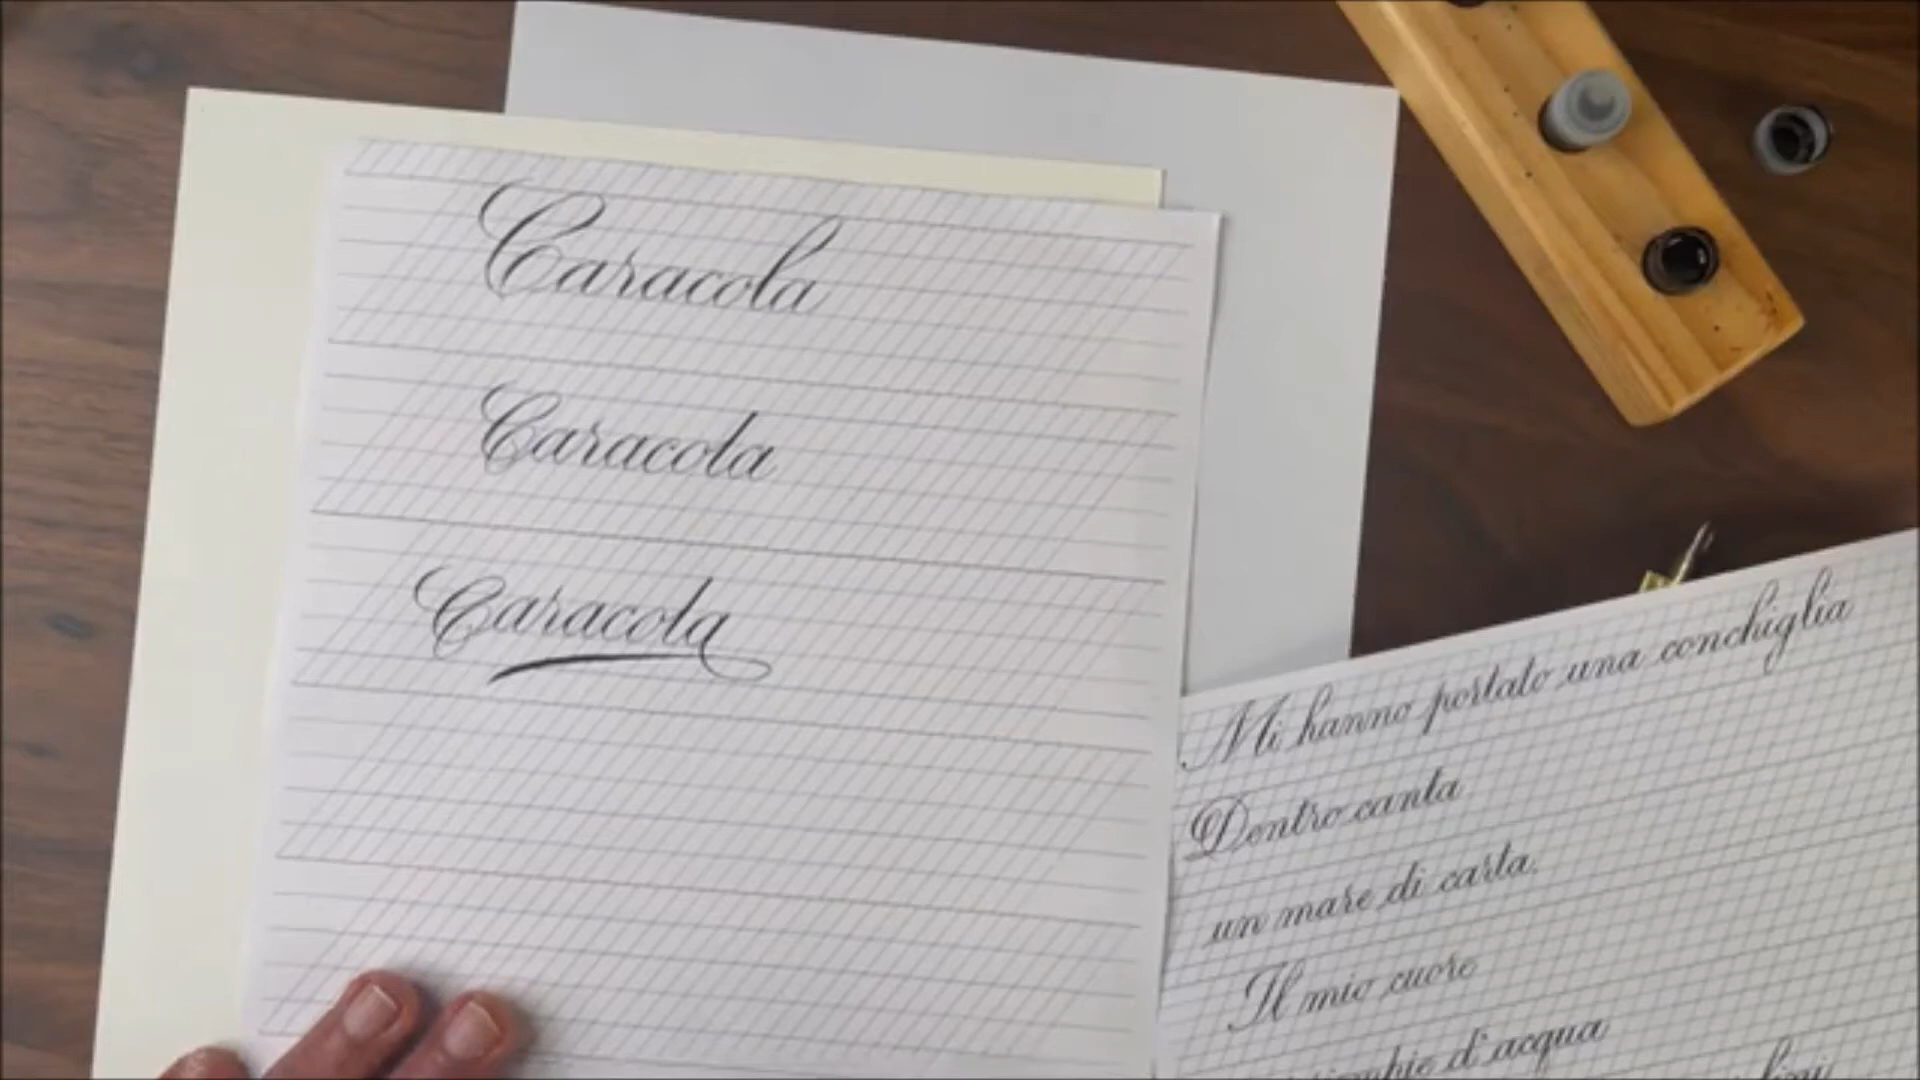 Caracola
Caracola
Caracola
Mi hanno portato una conchiglia
Dentro canta
un mare di carta.
Il mio cuore
d'acqua